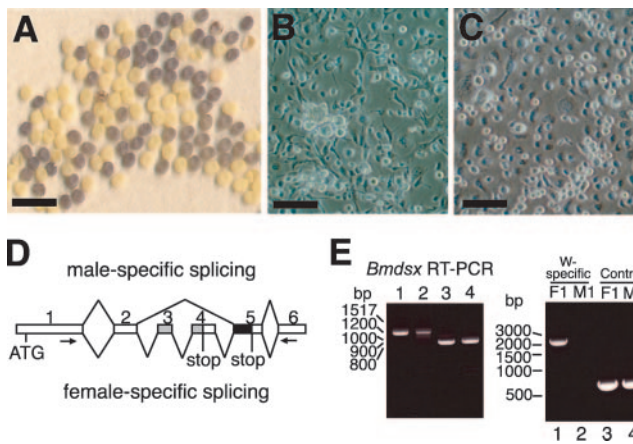 A
B
C
D
male-specific splicing
1
2
3
4
5
6
ATG
stop
stop
female-specific splicing
E
Bmdsx RT-PCR
bp
1
2
3
4
1517
1200
1000
900
800
W-
specific
F1 M1
F1 M
bp
3000
2000
1500
1000
500
1
2
3
4